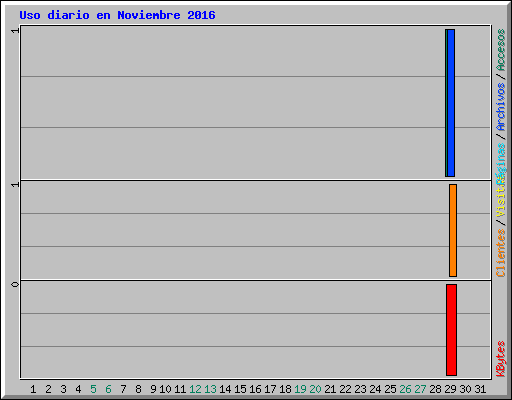 Uso diario en Noviembre 2016
1
1
0
1 2 3 4 5 6 7 8 9 10 11 12 13 14 15 16 17 18 19 20 21 22 23 24 25 26 27 28 29 30 31
Archivos / Accesos
Clientes /
KBytes